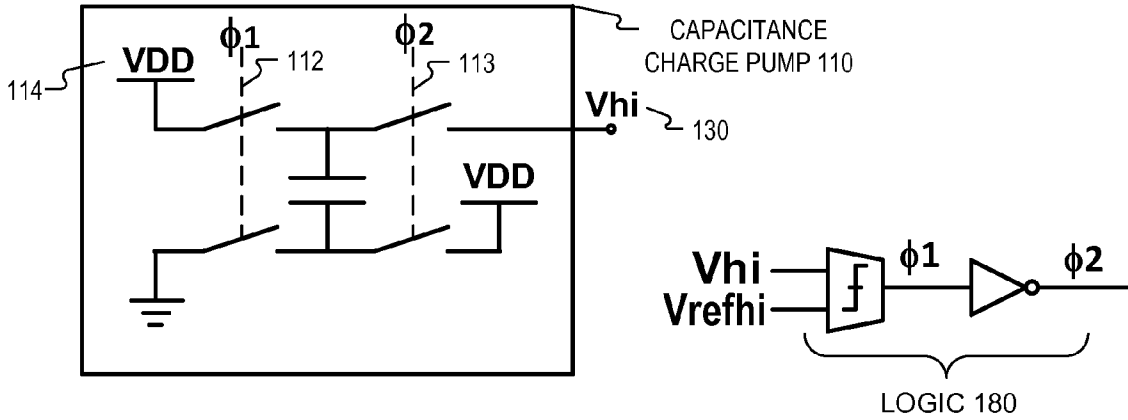 ϕ1
ϕ2
CAPACITANCE
CHARGE PUMP 110
114
VDD
112
113
Vhi
130
VDD
Vhi
Vrefhi
ϕ1
ϕ2
LOGIC 180